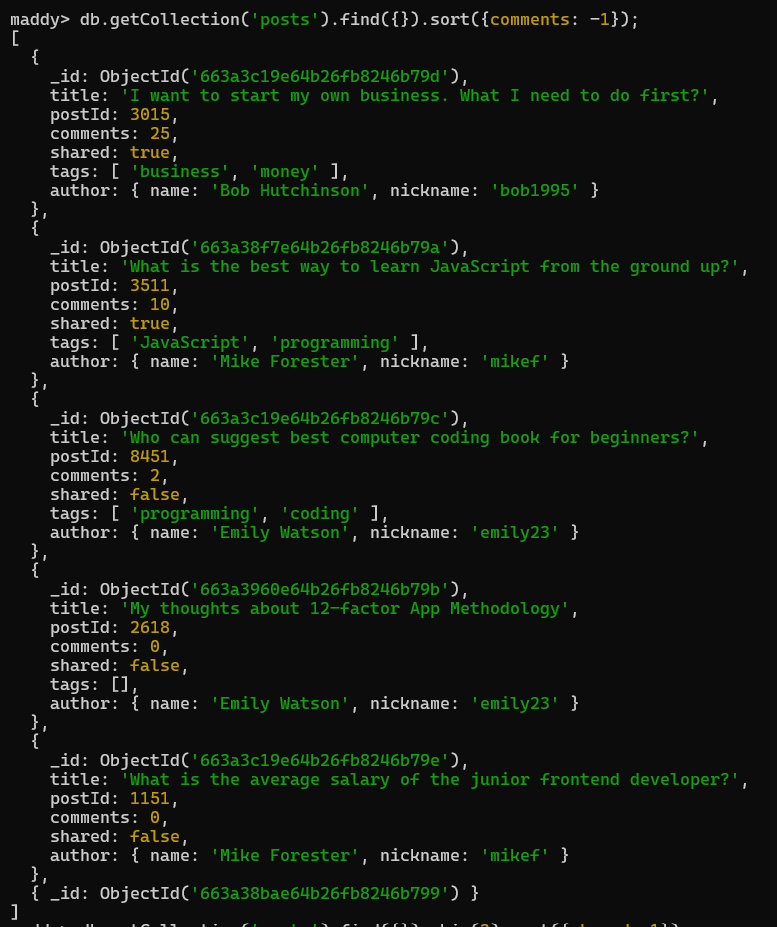 maddy> db.getCollection('posts').find({}).sort({comments: -1});
[
  {
    _id: ObjectId('663a3c19e64b26fb8246b79d'),
    title: 'I want to start my own business. What I need to do first?',
    postId: 3015,
    comments: 25,
    shared: true,
    tags: [ 'business', 'money' ],
    author: { name: 'Bob Hutchinson', nickname: 'bob1995' }
  },
  {
    _id: ObjectId('663a38f7e64b26fb8246b79a'),
    title: 'What is the best way to learn JavaScript from the ground up?',
    postId: 3511,
    comments: 10,
    shared: true,
    tags: [ 'JavaScript', 'programming' ],
    author: { name: 'Mike Forester', nickname: 'mikef' }
  },
  {
    _id: ObjectId('663a3c19e64b26fb8246b79c'),
    title: 'Who can suggest best computer coding book for beginners?',
    postId: 8451,
    comments: 2,
    shared: false,
    tags: [ 'programming', 'coding' ],
    author: { name: 'Emily Watson', nickname: 'emily23' }
  },
  {
    _id: ObjectId('663a3960e64b26fb8246b79b'),
    title: 'My thoughts about 12-factor App Methodology',
    postId: 2618,
    comments: 0,
    shared: false,
    tags: [],
    author: { name: 'Emily Watson', nickname: 'emily23' }
  },
  {
    _id: ObjectId('663a3c19e64b26fb8246b79e'),
    title: 'What is the average salary of the junior frontend developer?',
    postId: 1151,
    comments: 0,
    shared: false,
    author: { name: 'Mike Forester', nickname: 'mikef' }
  },
  { _id: ObjectId('663a38bae64b26fb8246b799') }
]